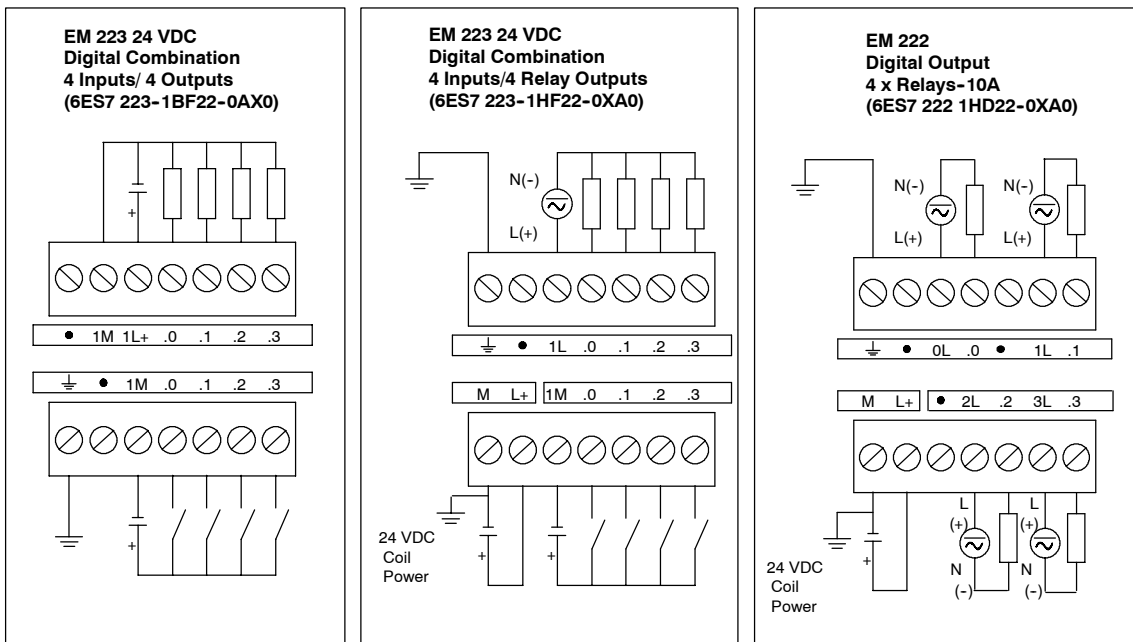 EM 223 24 VDC
Digital Combination
4 Inputs/ 4 Outputs
(6ES7 223-1BF22-0AX0)
+
● 1M 1L+ .0 .1 .2 .3
● 1M .0 .1 .2 .3
+
EM 223 24 VDC
Digital Combination
4 Inputs/4 Relay Outputs
(6ES7 223-1HF22-0XA0)
N(-)
L(+)
● 1L .0 .1 .2 .3
M L+ 1M .0 .1 .2 .3
24 VDC
Coil
Power
+ +
EM 222
Digital Output
4 x Relays-10A
(6ES7 222 1HD22-0XA0)
N(-) N(-)
L(+) L(+)
● 0L .0 ● 1L .1
M L+ ● 2L .2 3L .3
L L
(+) (+)
+
N N
(-) (-)
24 VDC
Coil
Power